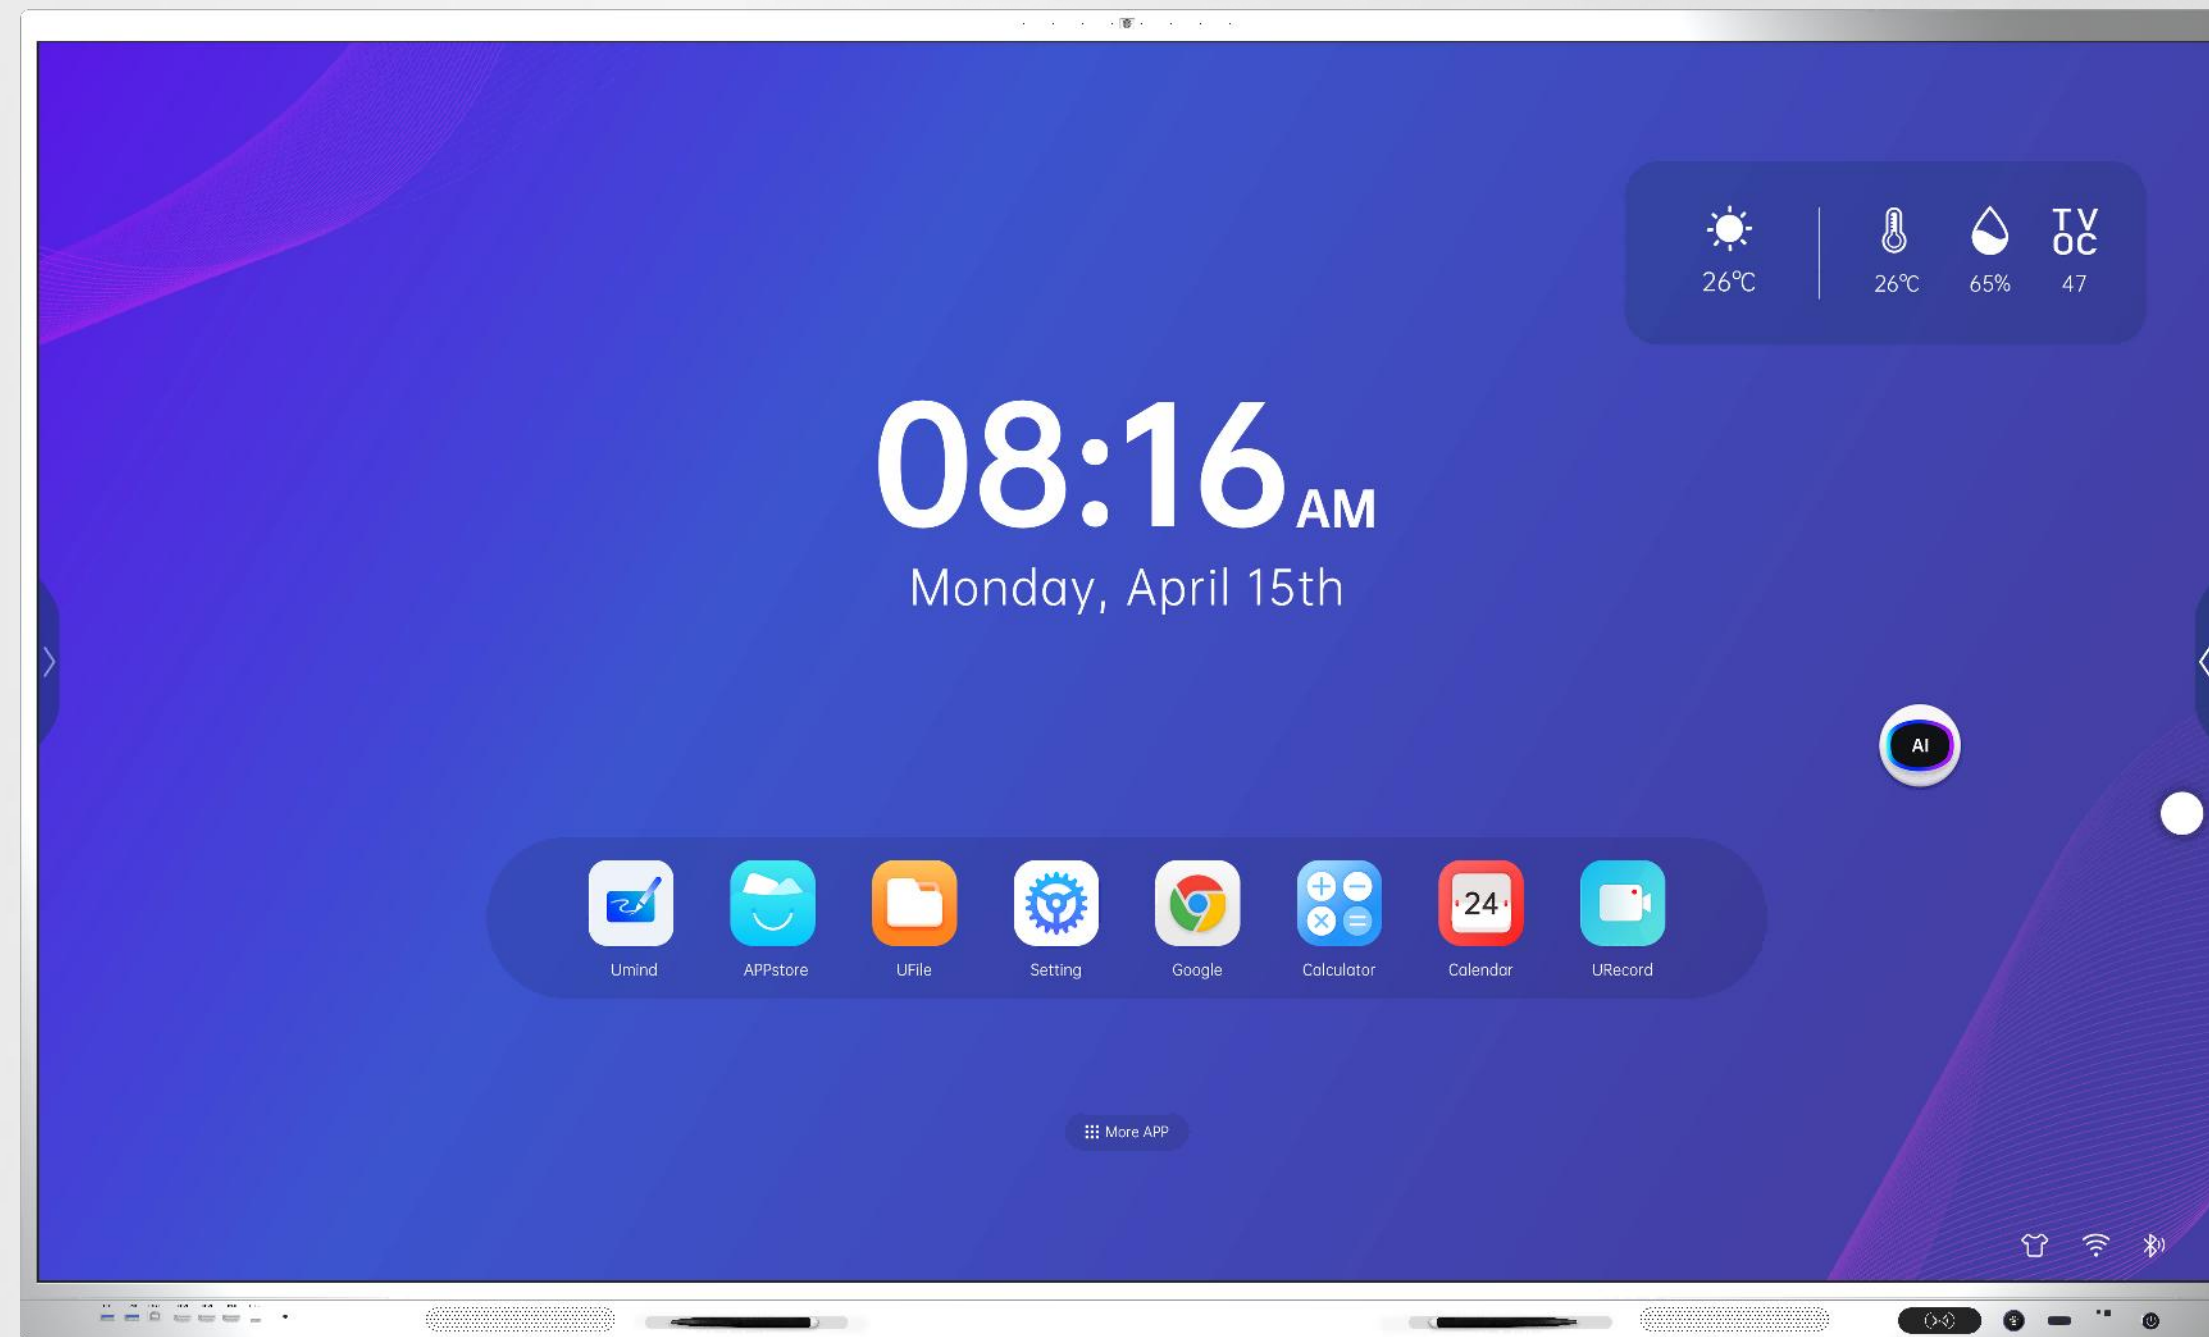 26°C
26°C 65% TVOC 47
08:16 AM
Monday, April 15th
AI
24
Umind APPstore UFile Setting Google Calculator Calendar URecord
More APP